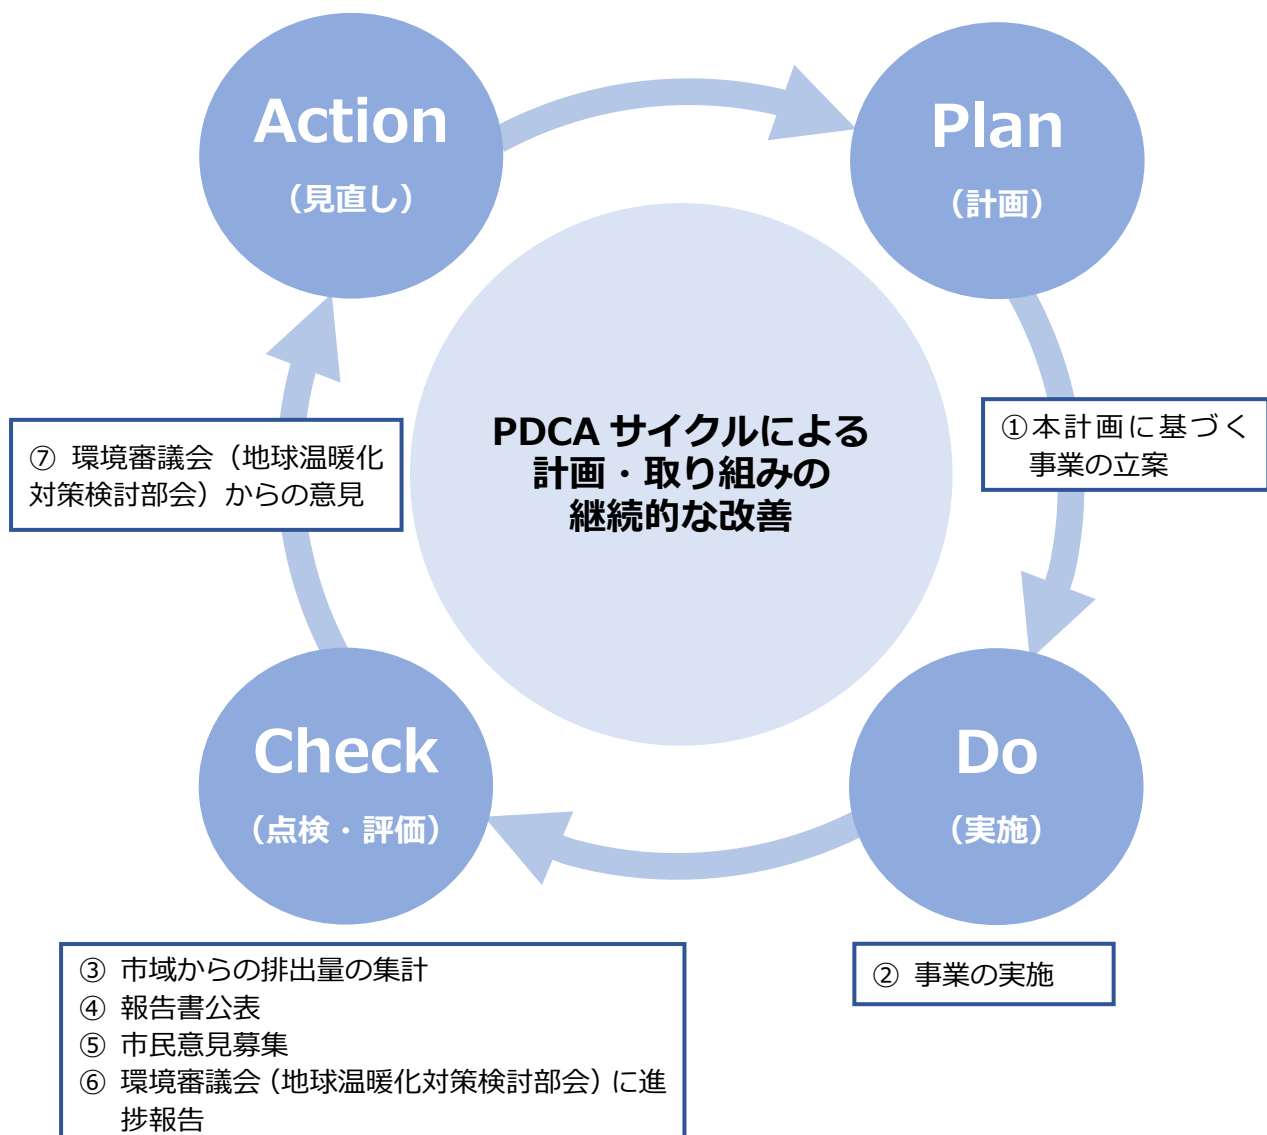 Action
（見直し）
Plan
（計画）
PDCA サイクルによる
計画・取り組みの
継続的な改善
①本計画に基づく
事業の立案
⑦ 環境審議会（地球温暖化
対策検討部会）からの意見
Check
（点検・評価）
Do
（実施）
② 事業の実施
③ 市域からの排出量の集計
④ 報告書公表
⑤ 市民意見募集
⑥ 環境審議会（地球温暖化対策検討部会）に進
捗報告